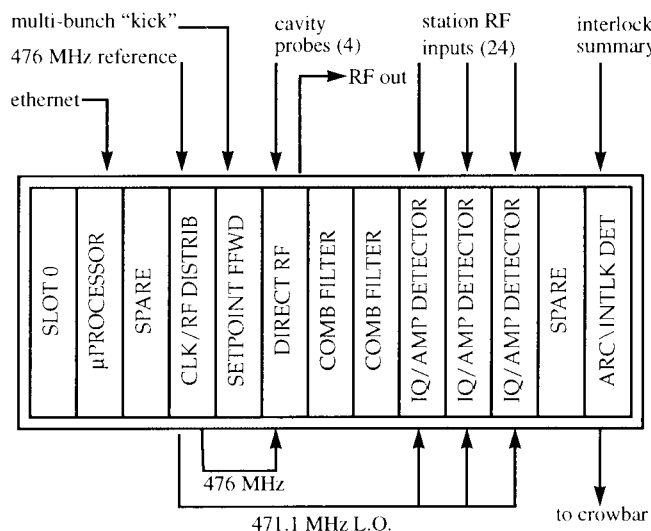 multi-bunch “kick”
476 MHz reference
ethernet
cavity
probes (4)
RF out
station RF
inputs (24)
interlock
summary
SLOT 0
µPROCESSOR
SPARE
CLK/RF DISTRIB
SETPOINT FFWD
DIRECT RF
COMB FILTER
COMB FILTER
IQ/AMP DETECTOR
IQ/AMP DETECTOR
IQ/AMP DETECTOR
SPARE
ARC\INTLK DET
476 MHz
471.1 MHz L.O.
to crowbar